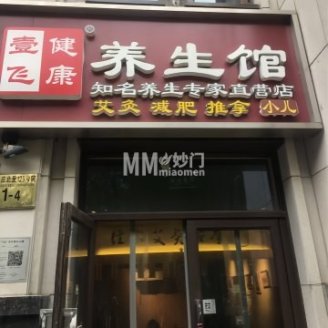 壹飞
健康
养生馆
知名养生专家直营店
艾灸 减肥 推拿 小儿
MM妙门
miaomen
1-4